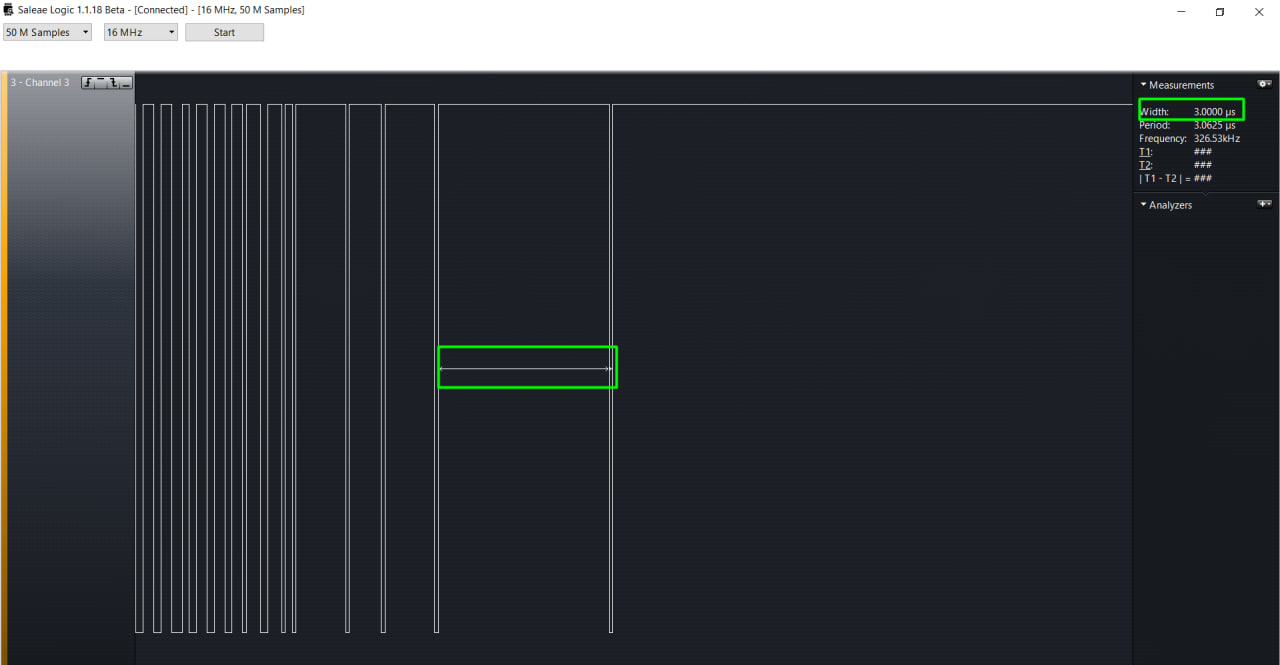 Saleae Logic 1.1.18 Beta - [Connected] - [16 MHz, 50 M Samples]
50 M Samples 16 MHz Start
3 - Channel 3
Measurements
Width: 3.0000 µs
Period: 3.0625 µs
Frequency: 326.53kHz
T1: ###
T2: ###
| T1 - T2 | = ###
Analyzers